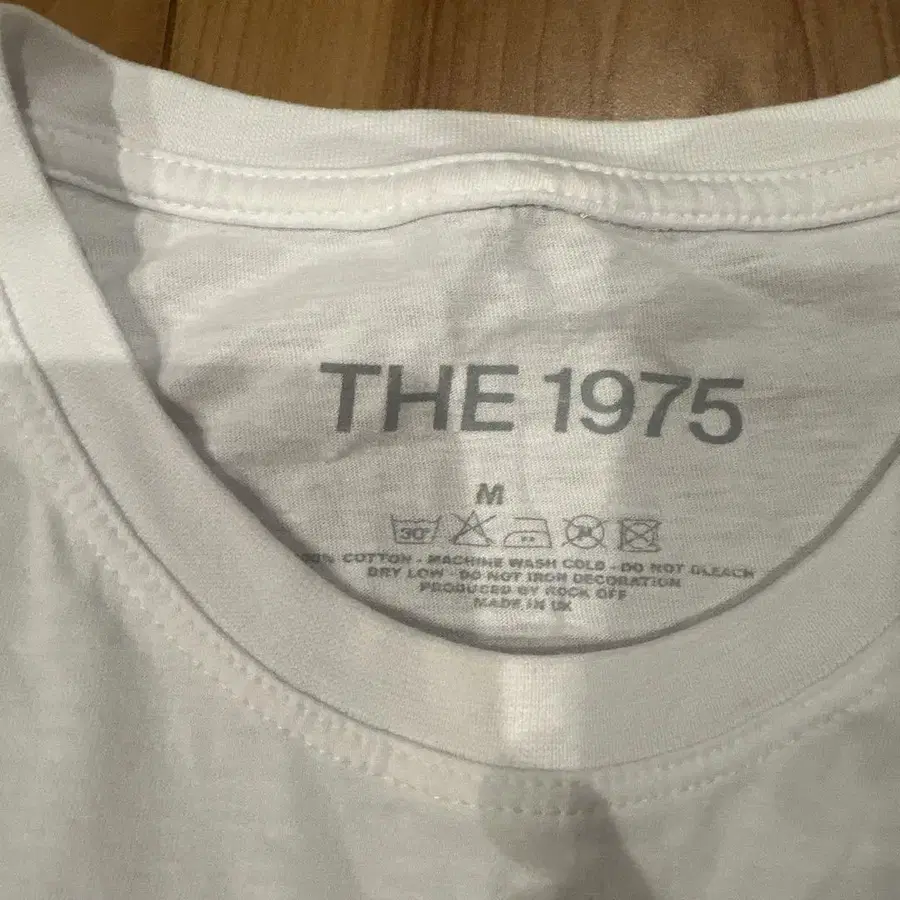 THE 1975
M
30°
100% COTTON - MACHINE WASH COLD - DO NOT BLEACH
DRY LOW - DO NOT IRON DECORATION
PRODUCED BY ROCK OFF
MADE IN UK